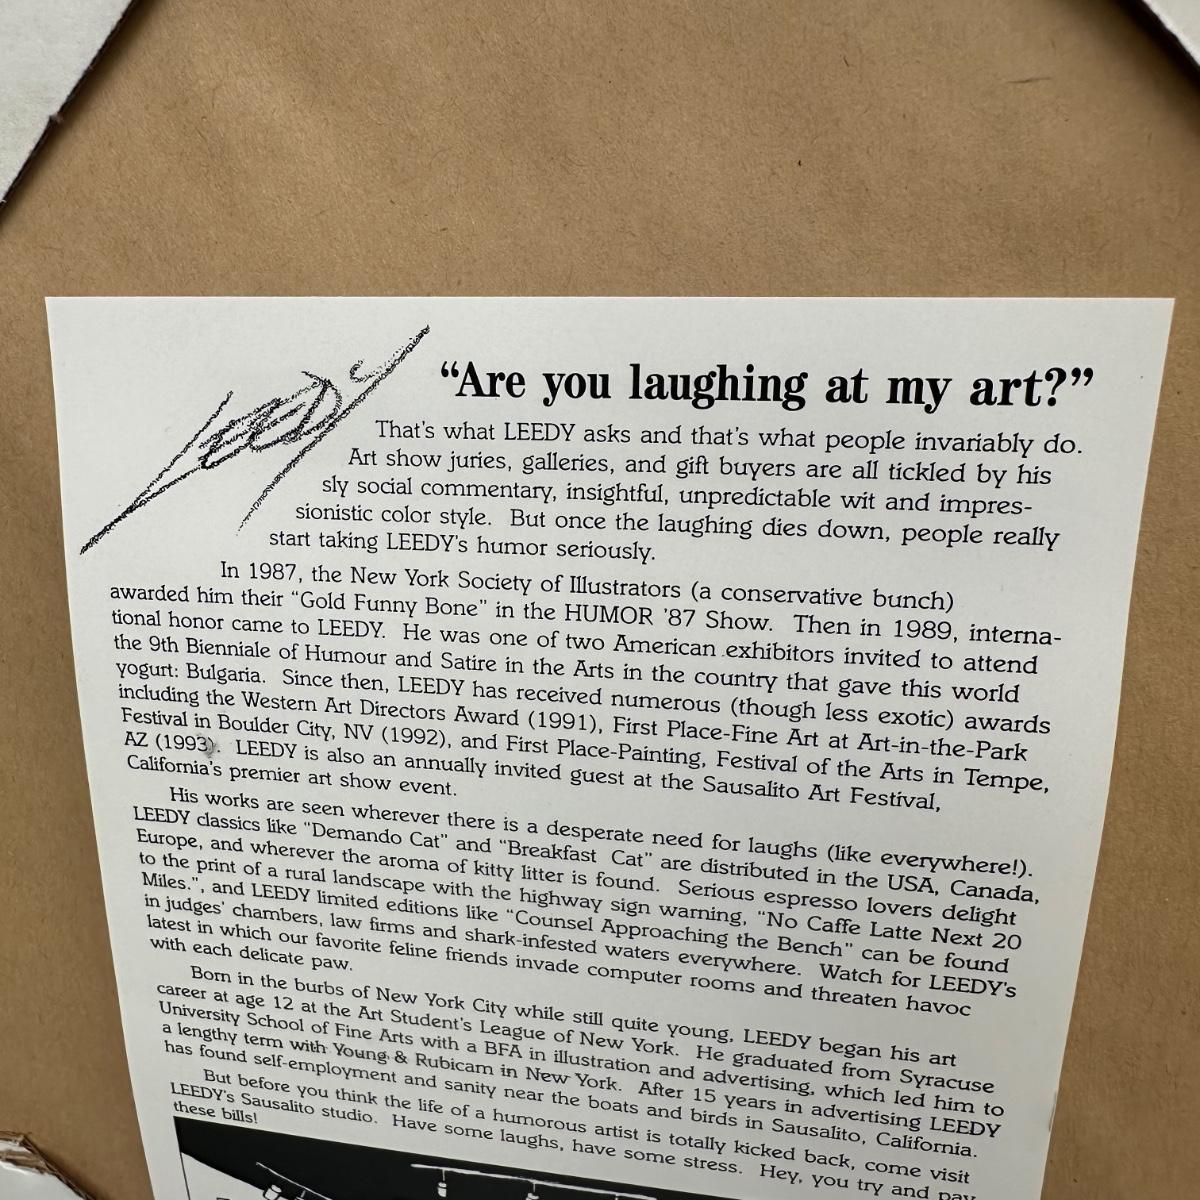 Leedy
“Are you laughing at my art?”
That's what LEEDY asks and that's what people invariably do.
Art show juries, galleries, and gift buyers are all tickled by his
sly social commentary, insightful, unpredictable wit and impres-
sionistic color style. But once the laughing dies down, people really
start taking LEEDY's humor seriously.
In 1987, the New York Society of Illustrators (a conservative bunch)
awarded him their “Gold Funny Bone” in the HUMOR '87 Show. Then in 1989, interna-
tional honor came to LEEDY. He was one of two American exhibitors invited to attend
the 9th Bienniale of Humour and Satire in the Arts in the country that gave this world
yogurt: Bulgaria. Since then, LEEDY has received numerous (though less exotic) awards
including the Western Art Directors Award (1991), First Place-Fine Art at Art-in-the-Park
Festival in Boulder City, NV (1992), and First Place-Painting, Festival of the Arts in Tempe,
AZ (1993). LEEDY is also an annually invited guest at the Sausalito Art Festival,
California's premier art show event.
His works are seen wherever there is a desperate need for laughs (like everywhere!).
LEEDY classics like “Demando Cat” and “Breakfast Cat” are distributed in the USA, Canada,
Europe, and wherever the aroma of kitty litter is found. Serious espresso lovers delight
to the print of a rural landscape with the highway sign warning, “No Caffe Latte Next 20
Miles.”, and LEEDY limited editions like “Counsel Approaching the Bench” can be found
in judges' chambers, law firms and shark-infested waters everywhere. Watch for LEEDY's
latest in which our favorite feline friends invade computer rooms and threaten havoc
with each delicate paw.
Born in the burbs of New York City while still quite young, LEEDY began his art
career at age 12 at the Art Student's League of New York. He graduated from Syracuse
University School of Fine Arts with a BFA in illustration and advertising, which led him to
a lengthy term with Young & Rubicam in New York. After 15 years in advertising LEEDY
has found self-employment and sanity near the boats and birds in Sausalito, California.
But before you think the life of a humorous artist is totally kicked back, come visit
LEEDY's Sausalito studio. Have some laughs, have some stress. Hey, you try and pay
these bills!